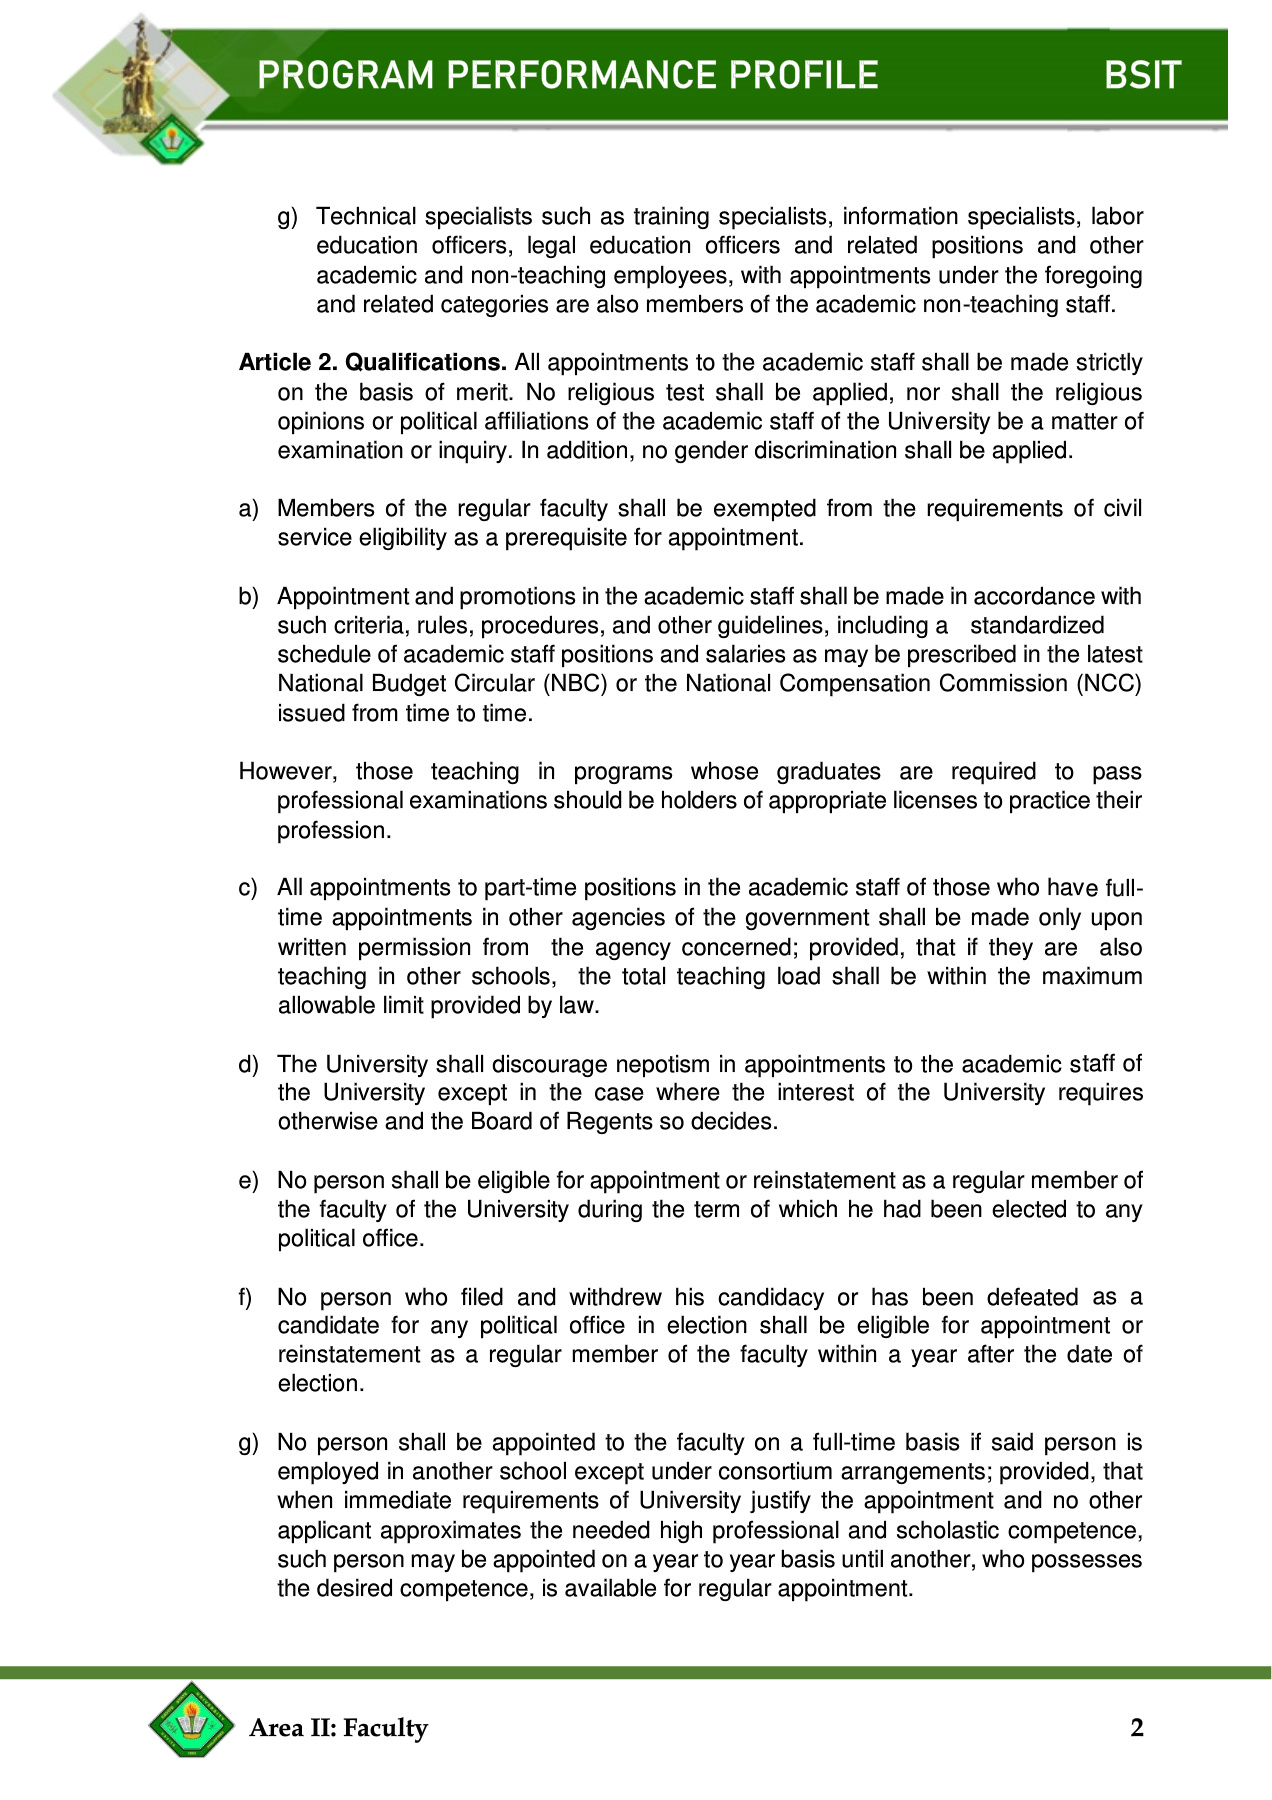 PROGRAM PERFORMANCE PROFILE BSIT
g) Technical specialists such as training specialists, information specialists, labor
education officers, legal education officers and related positions and other
academic and non-teaching employees, with appointments under the foregoing
and related categories are also members of the academic non-teaching staff.
Article 2. Qualifications. All appointments to the academic staff shall be made strictly
on the basis of merit. No religious test shall be applied, nor shall the religious
opinions or political affiliations of the academic staff of the University be a matter of
examination or inquiry. In addition, no gender discrimination shall be applied.
a) Members of the regular faculty shall be exempted from the requirements of civil
service eligibility as a prerequisite for appointment.
b) Appointment and promotions in the academic staff shall be made in accordance with
such criteria, rules, procedures, and other guidelines, including a standardized
schedule of academic staff positions and salaries as may be prescribed in the latest
National Budget Circular (NBC) or the National Compensation Commission (NCC)
issued from time to time.
However, those teaching in programs whose graduates are required to pass
professional examinations should be holders of appropriate licenses to practice their
profession.
c) All appointments to part-time positions in the academic staff of those who have full-
time appointments in other agencies of the government shall be made only upon
written permission from the agency concerned; provided, that if they are also
teaching in other schools, the total teaching load shall be within the maximum
allowable limit provided by law.
d) The University shall discourage nepotism in appointments to the academic staff of
the University except in the case where the interest of the University requires
otherwise and the Board of Regents so decides.
e) No person shall be eligible for appointment or reinstatement as a regular member of
the faculty of the University during the term of which he had been elected to any
political office.
f) No person who filed and withdrew his candidacy or has been defeated as a
candidate for any political office in election shall be eligible for appointment or
reinstatement as a regular member of the faculty within a year after the date of
election.
g) No person shall be appointed to the faculty on a full-time basis if said person is
employed in another school except under consortium arrangements; provided, that
when immediate requirements of University justify the appointment and no other
applicant approximates the needed high professional and scholastic competence,
such person may be appointed on a year to year basis until another, who possesses
the desired competence, is available for regular appointment.
Area II: Faculty 2